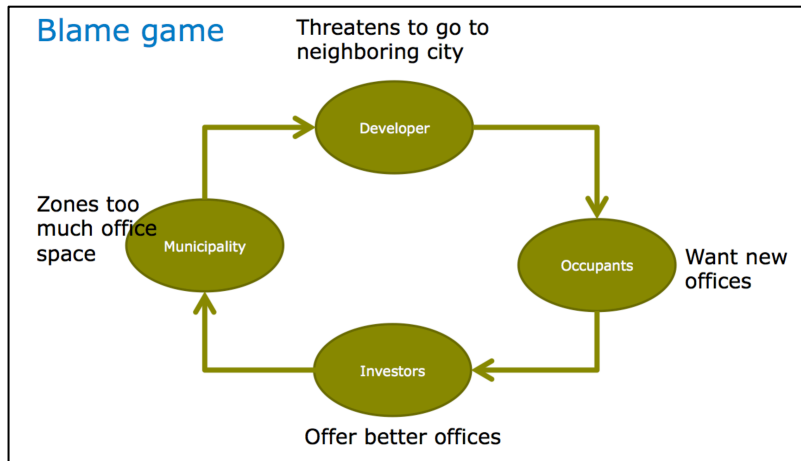 Blame game
Threatens to go to
neighboring city
Developer
Zones too
much office
space
Municipality
Occupants
Want new
offices
Investors
Offer better offices